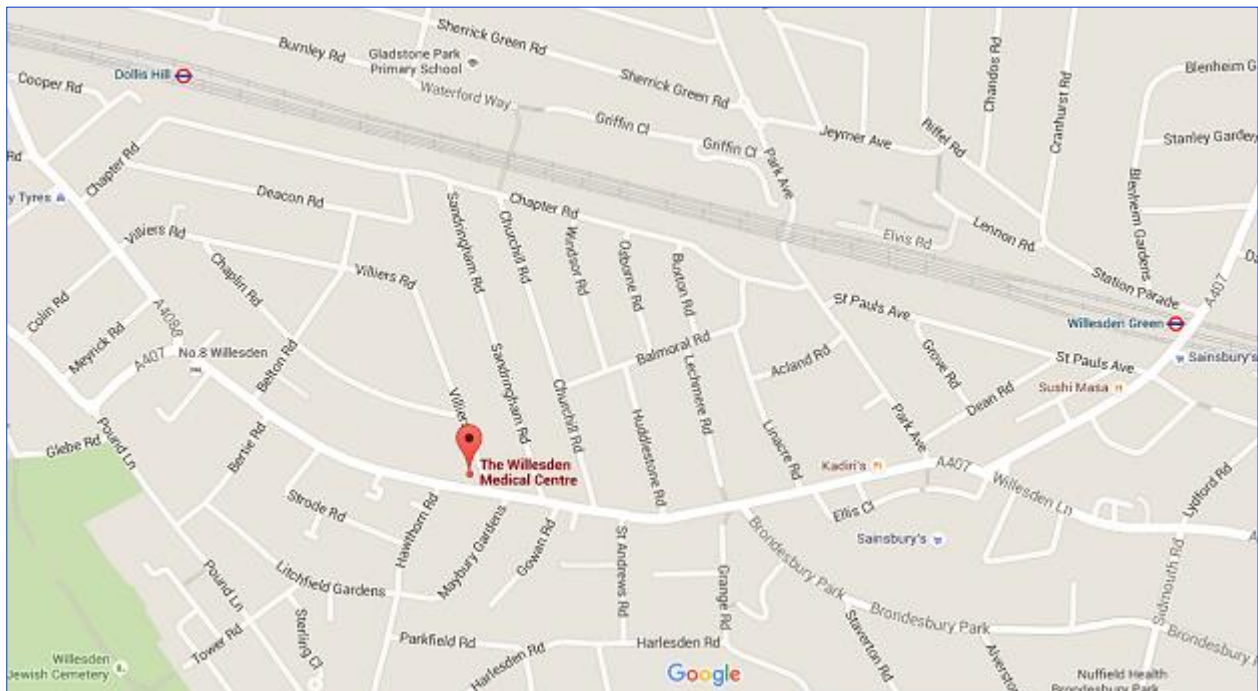 Sherrick Green Rd
Burnley Rd
Gladstone Park
Primary School
Dollis Hill
Cooper Rd
Waterford Way
Sherrick Green Rd
Chandos Rd
Blenheim G
Cranhurst Rd
Griffin Cl
Griffin Cl
Jeymer Ave
Riffel Rd
Stanley Garden
Rd
Chapter Rd
Park Ave
y Tyres
Deacon Rd
Sandringham Rd
Chapter Rd
Blenheim Gardens
Villiers Rd
Churchill Rd
Windsor Rd
Osborne Rd
Buxton Rd
Elvis Rd
Lennon Rd
Chaplin Rd
Villiers Rd
Station Parade
A407
Colin Rd
A4088
St Pauls Ave
Willesden Green
Meyrick Rd
A407
No.8 Willesden
Belton Rd
Sandringham Rd
Balmoral Rd
Lechmere Rd
Acland Rd
Grove Rd
St Pauls Ave
Sainsbury's
Sushi Masa
Villiers
Churchill Rd
Huddlestone Rd
Linacre Rd
Park Ave
Dean Rd
Glebe Rd
Pound Ln
Bertie Rd
The Willesden
Medical Centre
Kadiri's
A407
Willesden Ln
Lydford Rd
Strode Rd
Hawthorn Rd
Maybury Gardens
Gowan Rd
St Andrews Rd
Ellis Cl
Sainsbury's
A
Litchfield Gardens
Pound Ln
Grange Rd
Brondesbury Park
Sidmouth Rd
Tower Rd
Sterling Cl
Parkfield Rd
Harlesden Rd
Harlesden Rd
Staverton Rd
Brondesbury Park
Alversto
Brondesbury P
Willesden
Jewish Cemetery
Google
Nuffield Health
Brondesbury Park